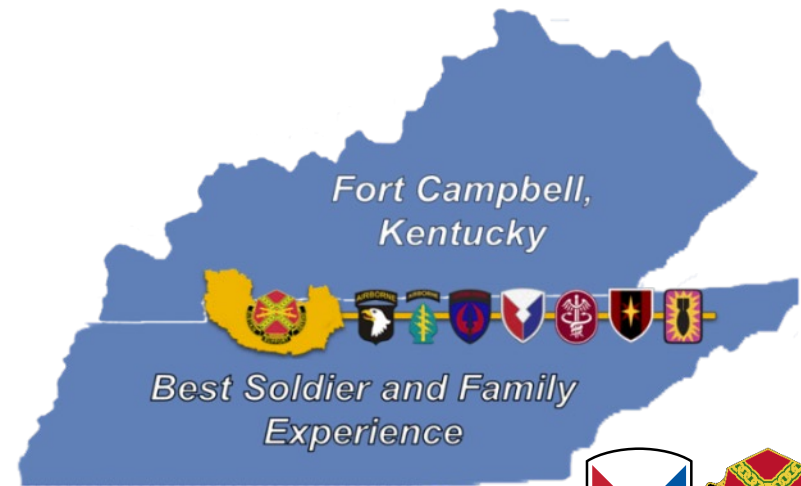 Fort Campbell,
Kentucky
AIRBORNE
AIRBORNE
Best Soldier and Family
Experience